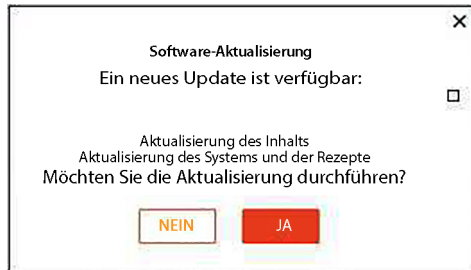 Software-Aktualisierung
Ein neues Update ist verfügbar:
Aktualisierung des Inhalts
Aktualisierung des Systems und der Rezepte
Möchten Sie die Aktualisierung durchführen?
NEIN
JA